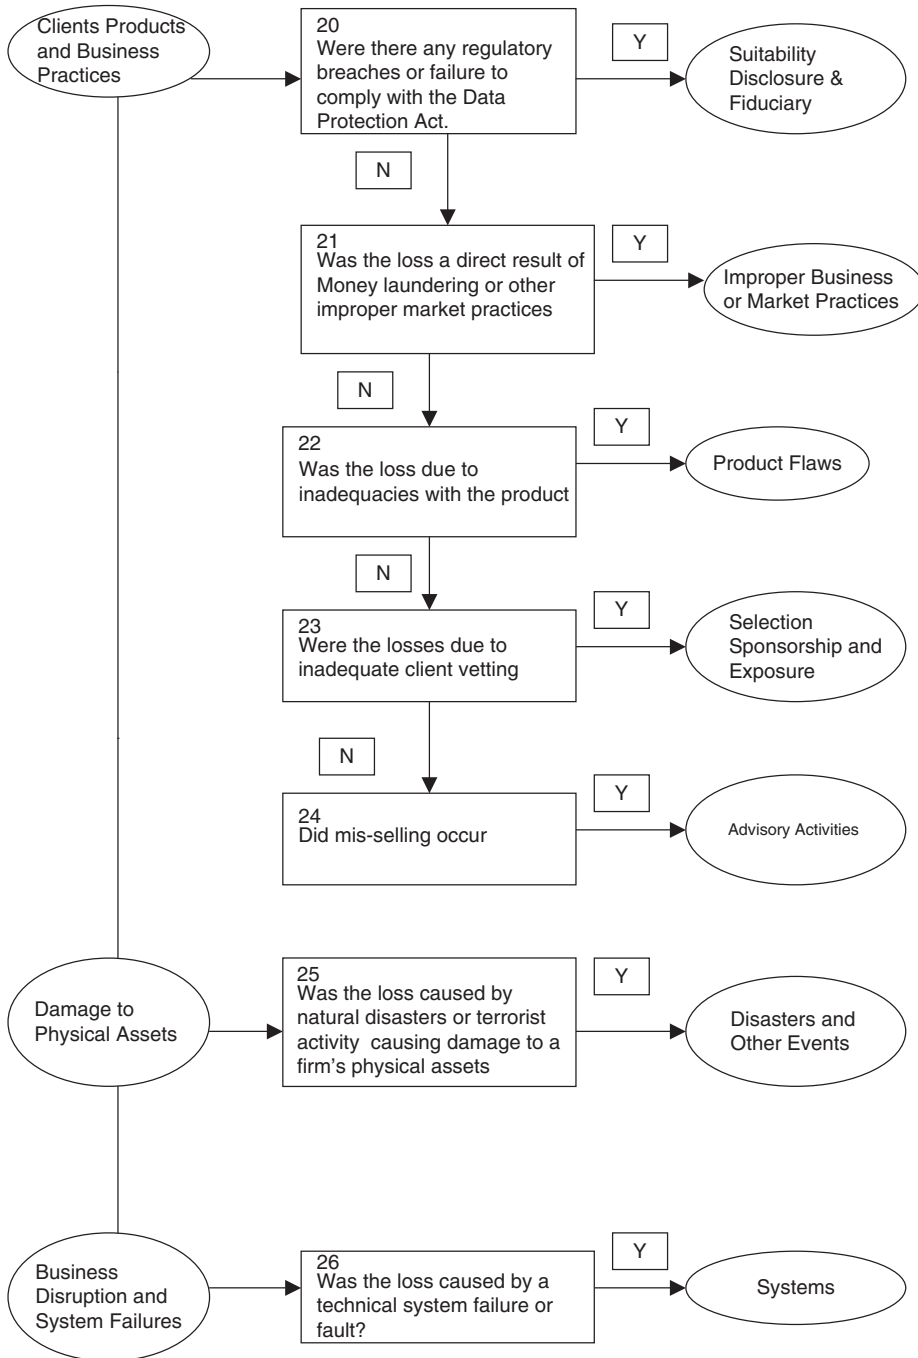 Clients Products
and Business
Practices
20
Were there any regulatory
breaches or failure to
comply with the Data
Protection Act.
Y
Suitability
Disclosure &
Fiduciary
N
21
Was the loss a direct result of
Money laundering or other
improper market practices
Y
Improper Business
or Market Practices
N
22
Was the loss due to
inadequacies with the product
Y
Product Flaws
N
23
Were the losses due to
inadequate client vetting
Y
Selection
Sponsorship and
Exposure
N
24
Did mis-selling occur
Y
Advisory Activities
Damage to
Physical Assets
25
Was the loss caused by
natural disasters or terrorist
activity causing damage to a
firm's physical assets
Y
Disasters and
Other Events
Business
Disruption and
System Failures
26
Was the loss caused by a
technical system failure or
fault?
Y
Systems